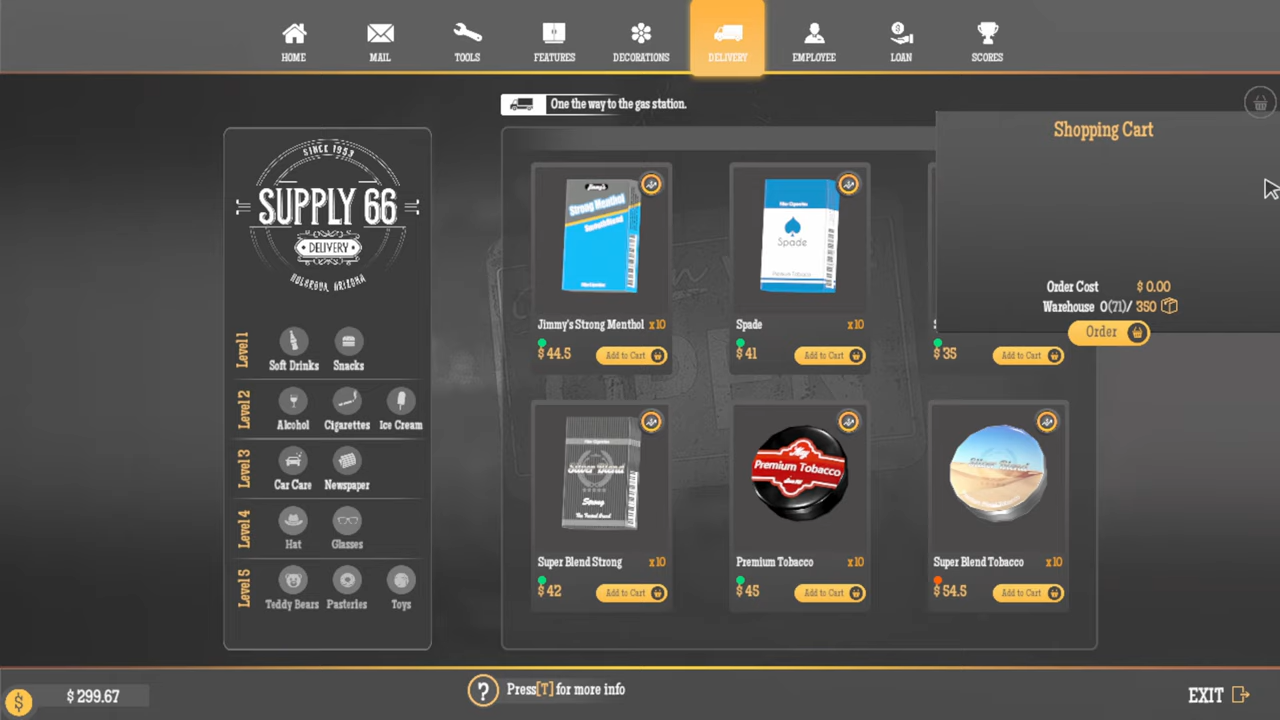 HOME
MAIL
TOOLS
FEATURES
DECORATIONS
DELIVERY
EMPLOYEE
LOAN
SCORES
One the way to the gas station.
SINCE 1953
SUPPLY 66
DELIVERY
HOLBROOK, ARIZONA
Level 1
Soft Drinks
Snacks
Level 2
Alcohol
Cigarettes
Ice Cream
Level 3
Car Care
Newspaper
Level 4
Hat
Glasses
Level 5
Teddy Bears
Pasteries
Toys
Jimmy's
Strong Menthol
Jimmy's Strong Menthol x10
$ 44.5
Add to Cart
Spade
Premium Tobacco
Spade x10
$ 41
Add to Cart
$ 35
Add to Cart
Shopping Cart
Order Cost $ 0.00
Warehouse 0(71)/ 350
Order
Super Blend
Strong
Super Blend Strong x10
$ 42
Add to Cart
Premium Tobacco
Premium Tobacco x10
$ 45
Add to Cart
Super Blend Tobacco x10
$ 54.5
Add to Cart
$ 299.67
? Press[T] for more info
EXIT